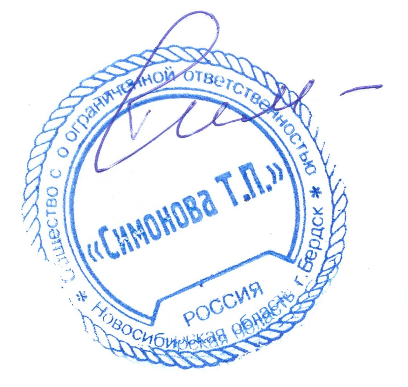 Общество с ограниченной ответственностью
«Симонова Т.П.»
РОССИЯ
* Новосибирская область г. Бердск *